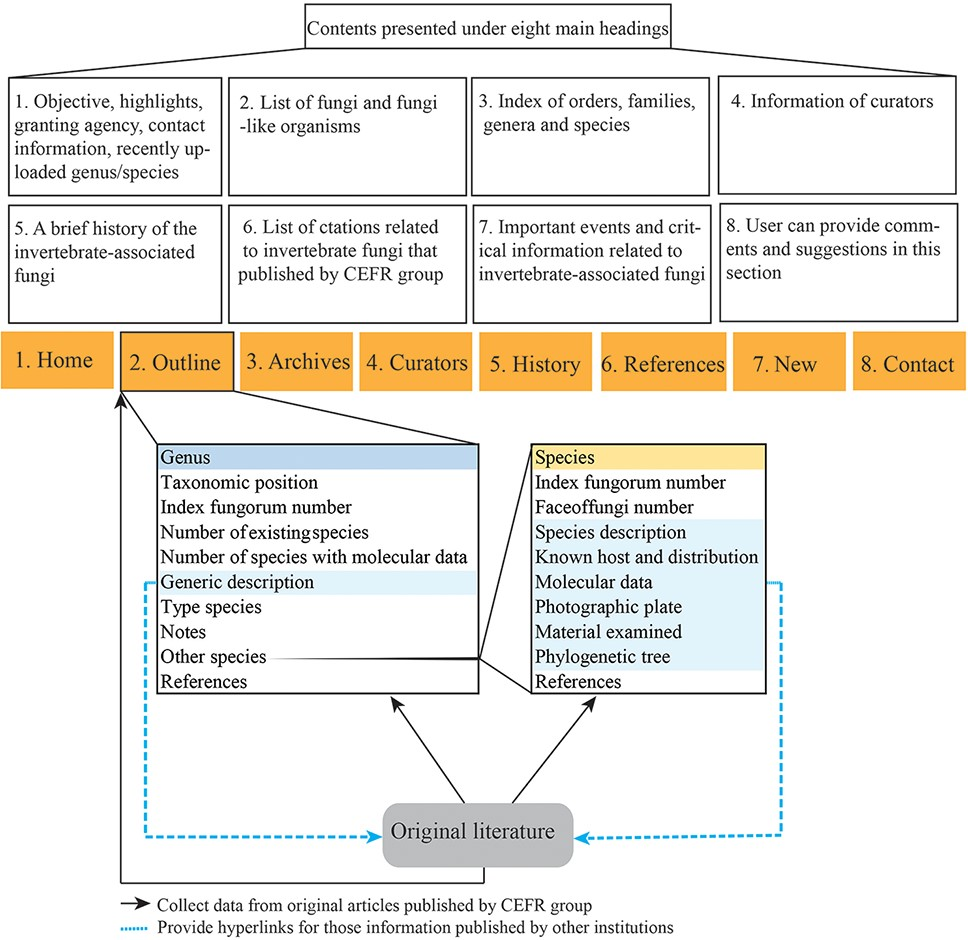 Contents presented under eight main headings
1. Objective, highlights,
granting agency, contact
information, recently up-
loaded genus/species
2. List of fungi and fungi
-like organisms
3. Index of orders, families,
genera and species
4. Information of curators
5. A brief history of the
invertebrate-associated
fungi
6. List of ctations related
to invertebrate fungi that
published by CEFR group
7. Important events and crit-
ical information related to
invertebrate-associated fungi
8. User can provide comm-
ents and suggestions in this
section
1. Home
2. Outline
3. Archives
4. Curators
5. History
6. References
7. New
8. Contact
Genus
Taxonomic position
Index fungorum number
Number of existing species
Number of species with molecular data
Generic description
Type species
Notes
Other species
References
Species
Index fungorum number
Faceoffungi number
Species description
Known host and distribution
Molecular data
Photographic plate
Material examined
Phylogenetic tree
References
Original literature
Collect data from original articles published by CEFR group
Provide hyperlinks for those information published by other institutions